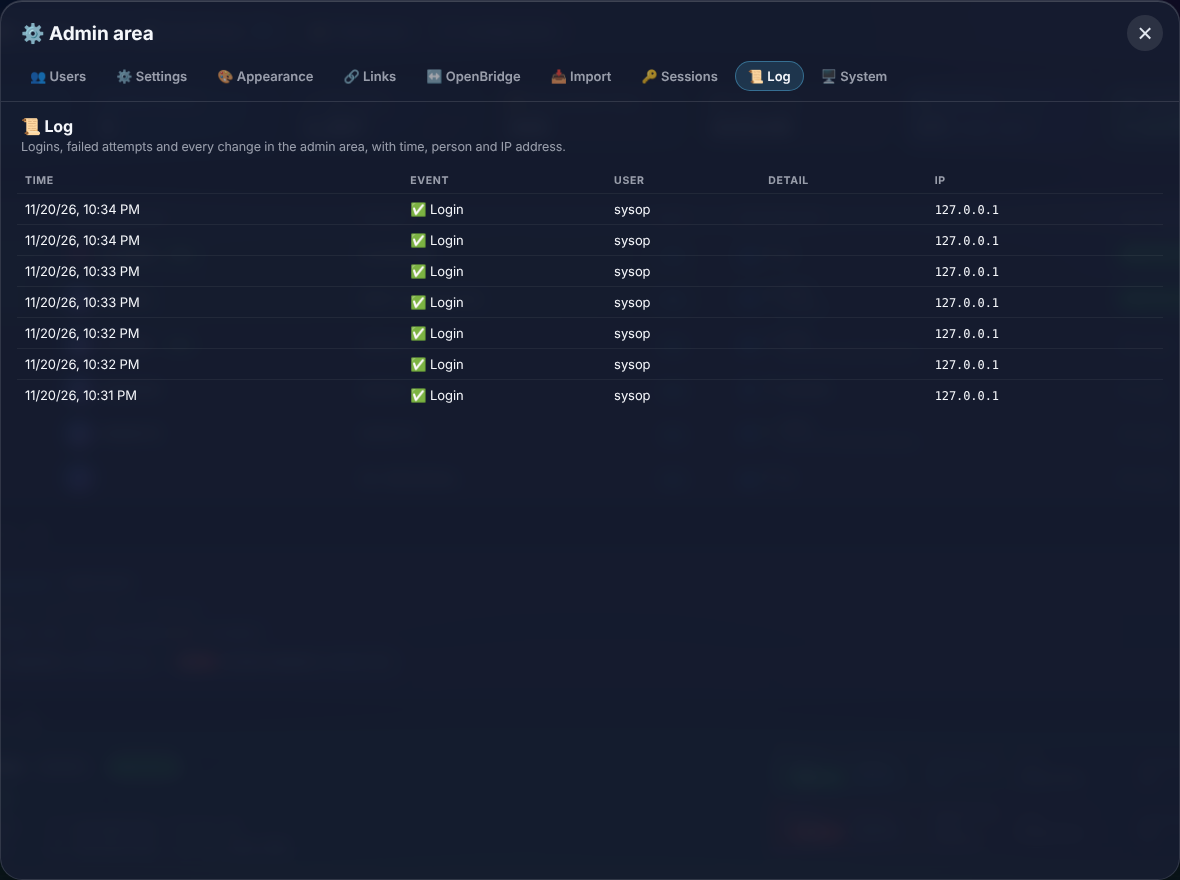 ⚙️ Admin area
✕
👥 Users ⚙️ Settings 🎨 Appearance 🔗 Links ↔️ OpenBridge 📥 Import 🔑 Sessions 📜 Log 🖥️ System
📜 Log
Logins, failed attempts and every change in the admin area, with time, person and IP address.
TIME EVENT USER DETAIL IP
11/20/26, 10:34 PM ✅ Login sysop 127.0.0.1
11/20/26, 10:34 PM ✅ Login sysop 127.0.0.1
11/20/26, 10:33 PM ✅ Login sysop 127.0.0.1
11/20/26, 10:33 PM ✅ Login sysop 127.0.0.1
11/20/26, 10:32 PM ✅ Login sysop 127.0.0.1
11/20/26, 10:32 PM ✅ Login sysop 127.0.0.1
11/20/26, 10:31 PM ✅ Login sysop 127.0.0.1